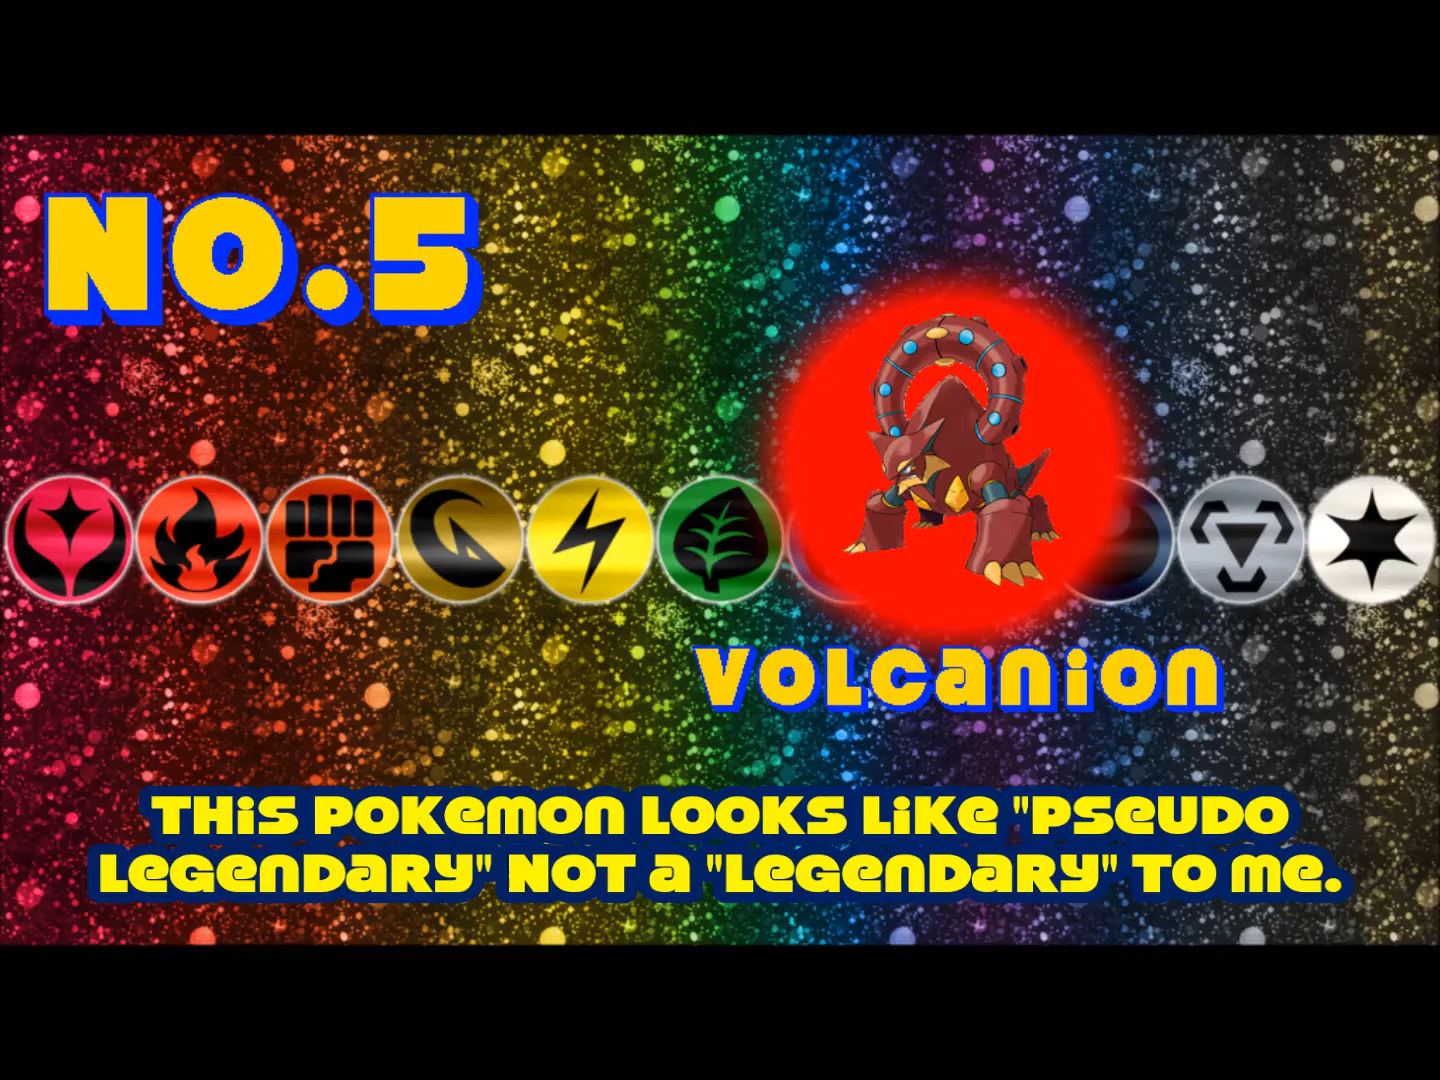 NO.5
VOLCANION
THIS POKEMON LOOKS LIKE "PSEUDO
LEGENDARY" NOT A "LEGENDARY" TO ME.